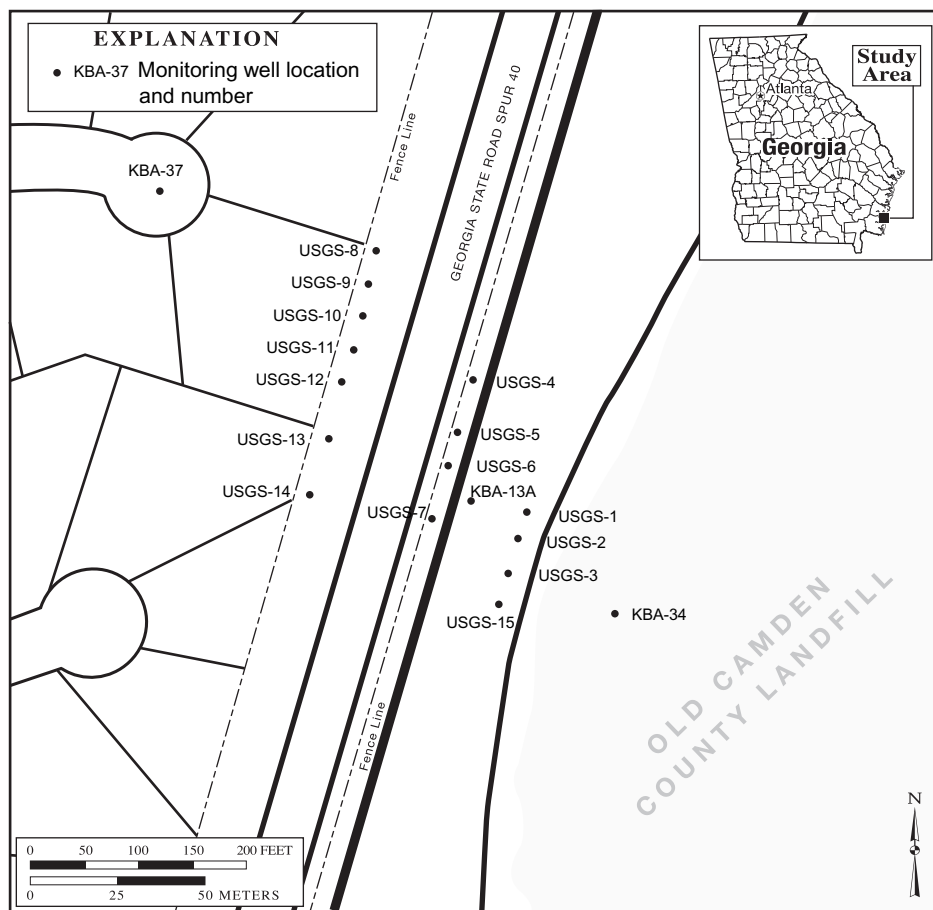 EXPLANATION
KBA-37 Monitoring well location
and number
Study
Area
Atlanta
Georgia
GEORGIA STATE ROAD SPUR 40
Fence Line
KBA-37
USGS-8
USGS-9
USGS-10
USGS-11
USGS-12
USGS-4
USGS-13
USGS-5
USGS-6
USGS-14
KBA-13A
USGS-7
USGS-1
USGS-2
USGS-3
USGS-15
KBA-34
OLD CAMDEN
COUNTY LANDFILL
Fence Line
N
0 50 100 150 200 FEET
0 25 50 METERS